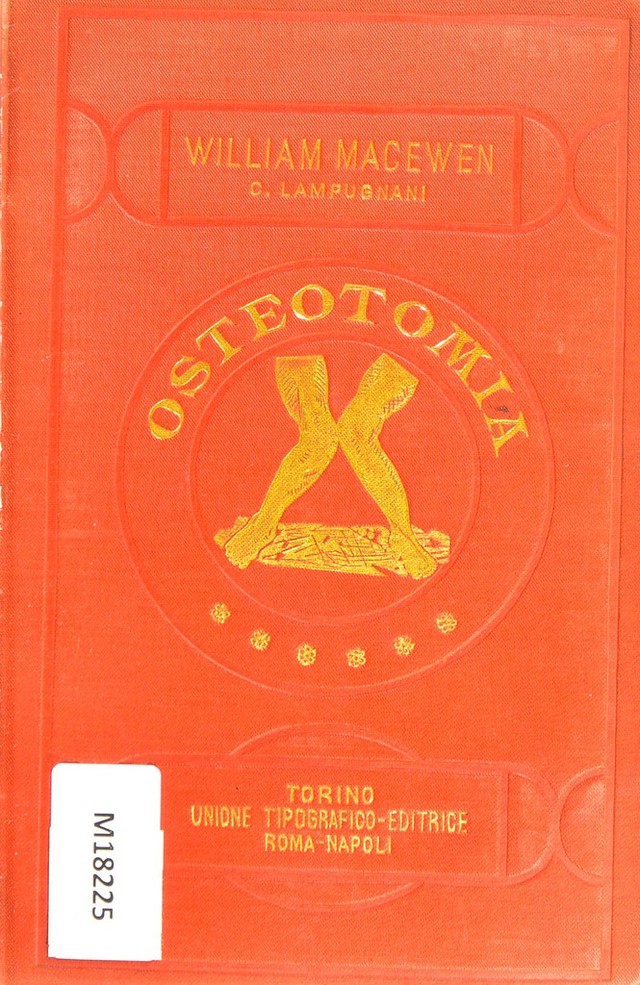 WILLIAM MACEWEN
C. LAMPUGNANI
OSTEOTOMIA
TORINO
UNIONE TIPOGRAFICO-EDITRICE
ROMA-NAPOLI
M18225